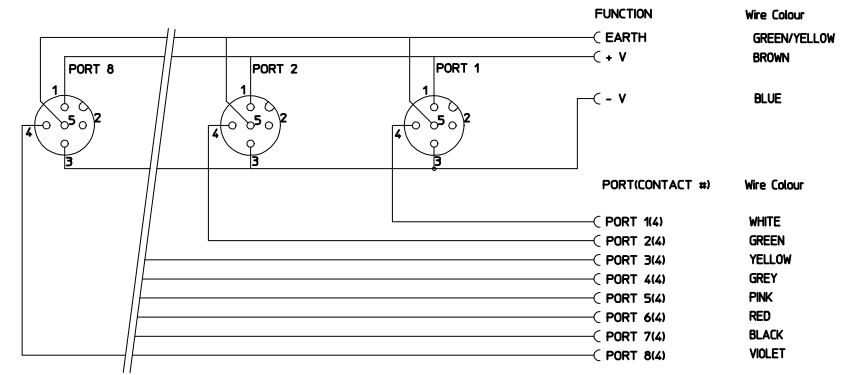 FUNCTION Wire Colour
EARTH GREEN/YELLOW
+ V BROWN
PORT 8 PORT 2 PORT 1
1 1 1
- V BLUE
4 5 2 4 5 2 4 5 2
3 3 3
PORT(CONTACT #) Wire Colour
PORT 1(4) WHITE
PORT 2(4) GREEN
PORT 3(4) YELLOW
PORT 4(4) GREY
PORT 5(4) PINK
PORT 6(4) RED
PORT 7(4) BLACK
PORT 8(4) VIOLET